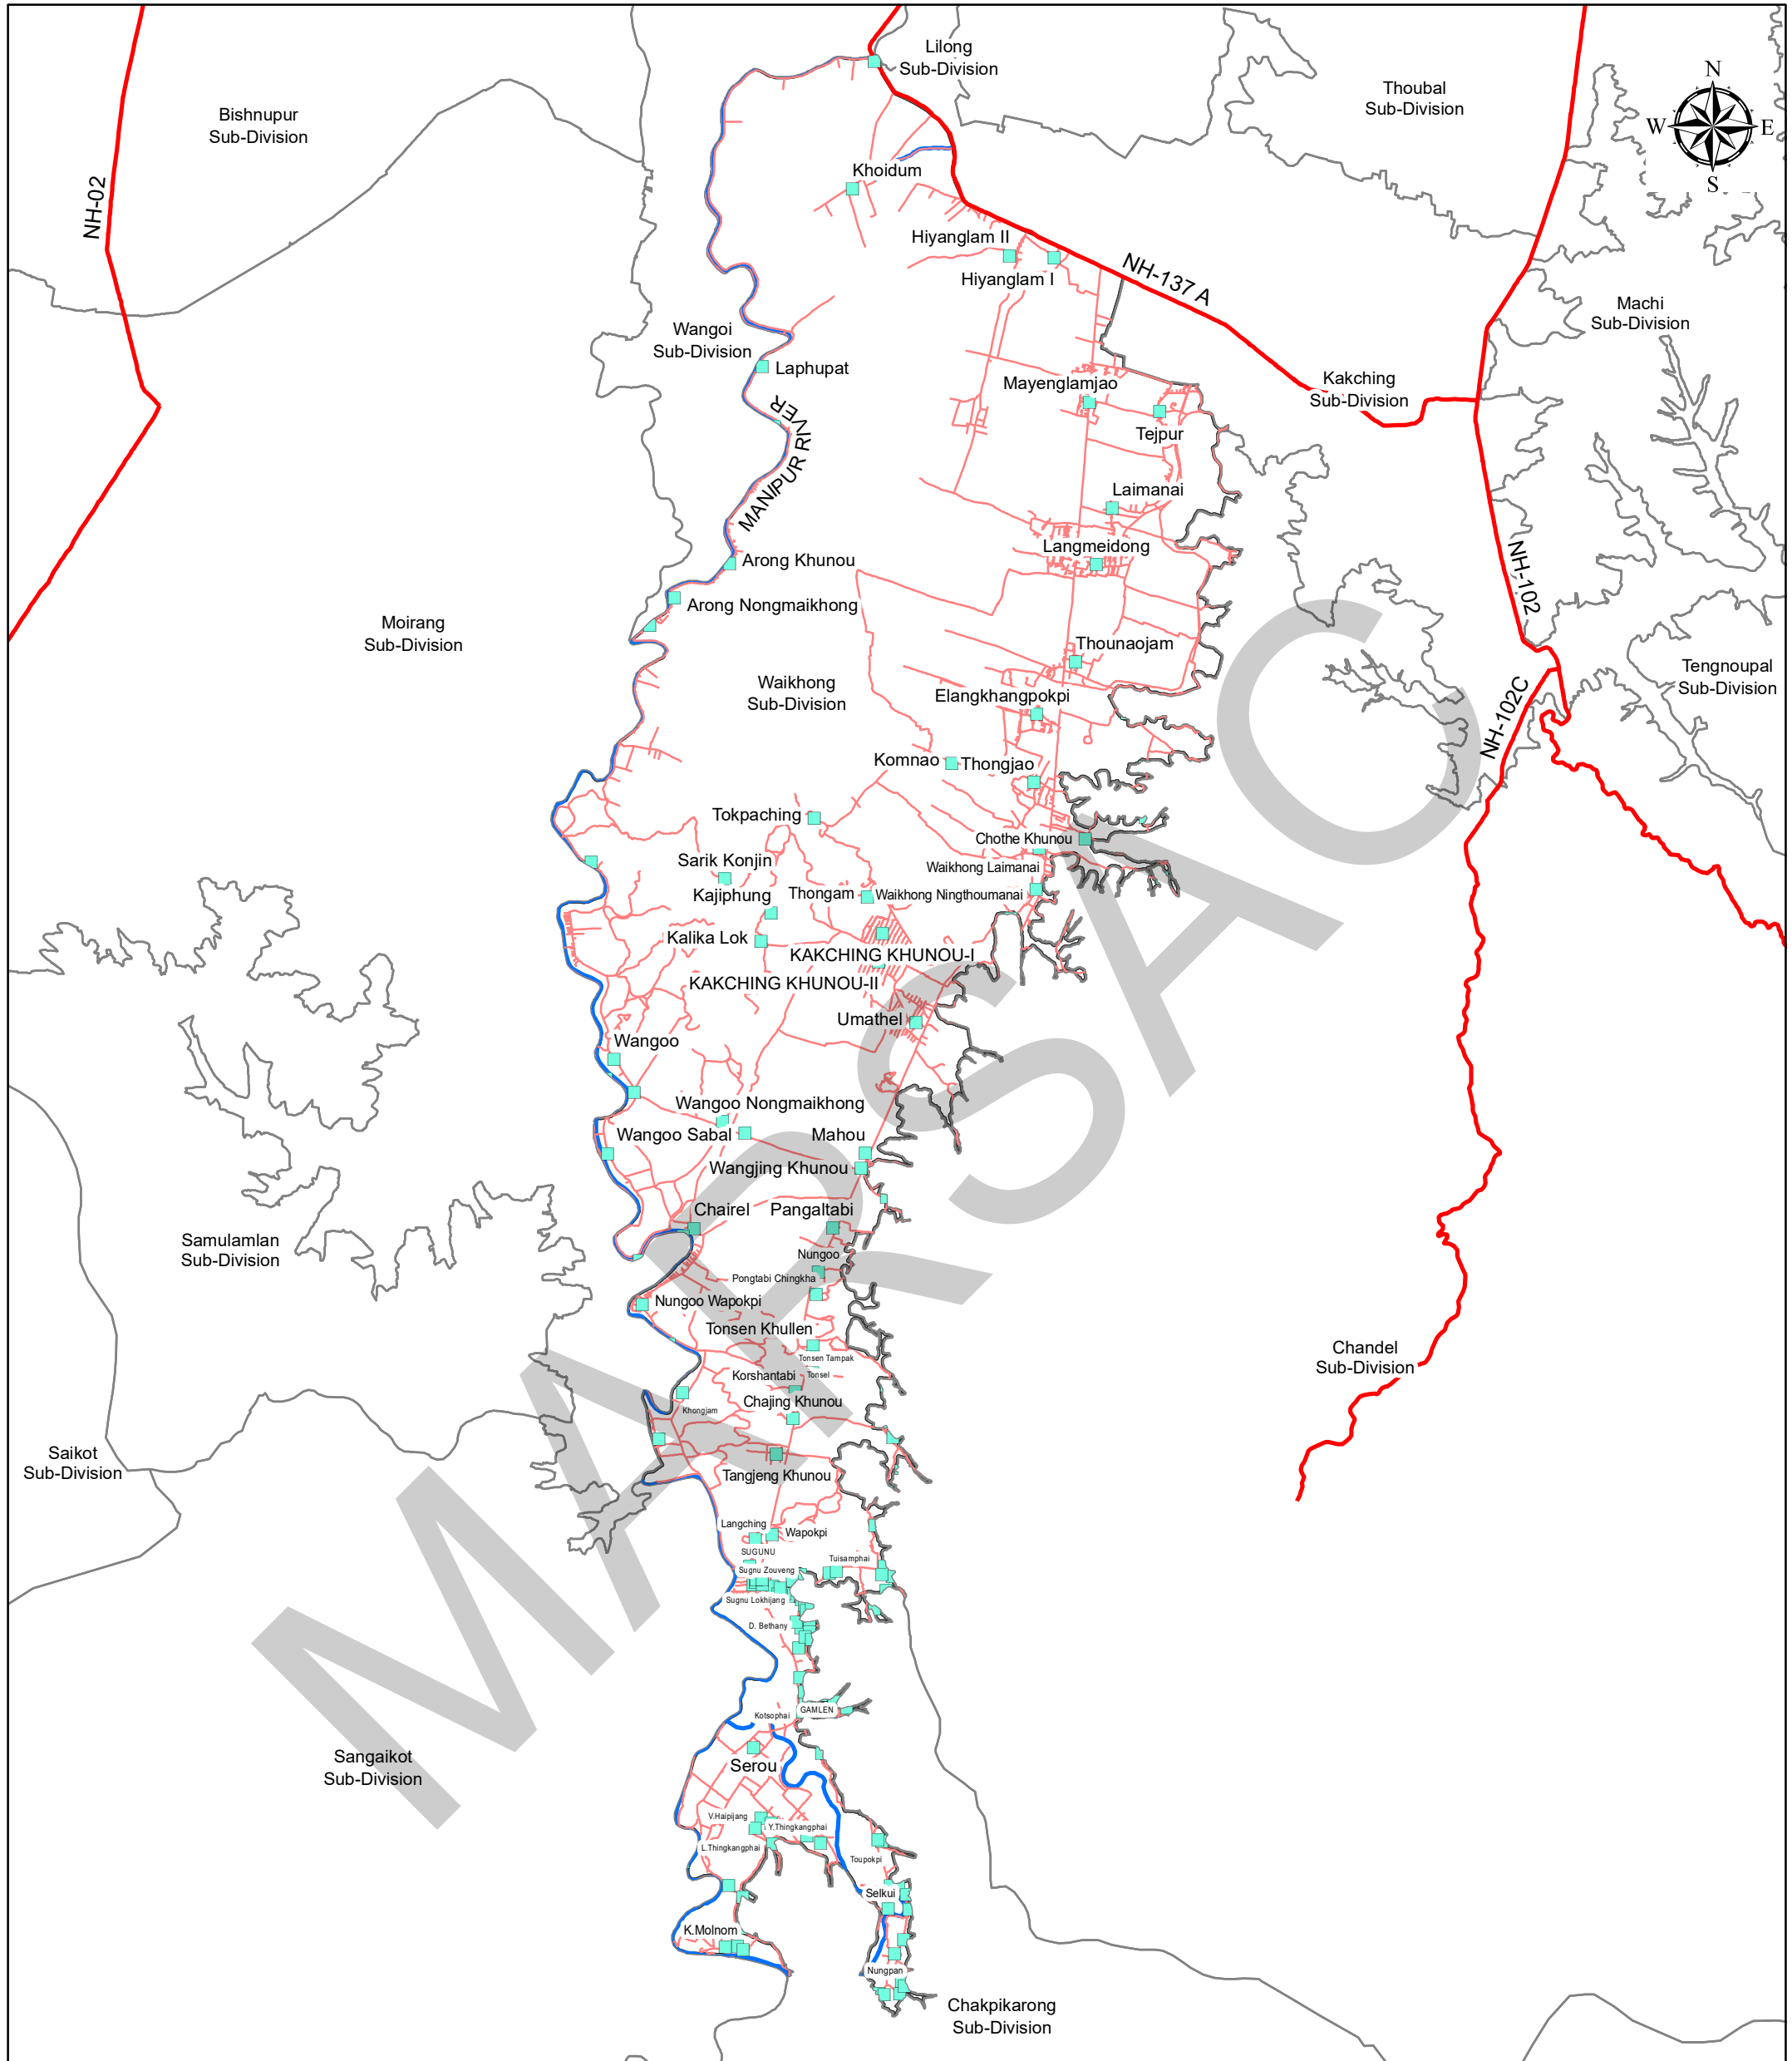 Lilong
Sub-Division
Thoubal
Sub-Division
Bishnupur
Sub-Division
N
W
E
S
Khoidum
NH-02
Hiyanglam II
Hiyanglam I
NH-137 A
Machi
Sub-Division
Wangoi
Sub-Division
Laphupat
Mayenglamjao
Kakching
Sub-Division
MANIPUR RIVER
Tejpur
Laimanai
Langmeidong
Arong Khunou
NH-102
Arong Nongmaikhong
Moirang
Sub-Division
Thounaojam
Tengnoupal
Sub-Division
Waikhong
Sub-Division
Elangkhangpokpi
NH-102C
Komnao
Thongjao
Tokpaching
Chothe Khunou
Sarik Konjin
Waikhong Laimanai
Kajiphung
Thongam
Waikhong Ningthoumanai
Kalika Lok
KAKCHING KHUNOU-I
KAKCHING KHUNOU-II
Umathel
Wangoo
Wangoo Nongmaikhong
Wangoo Sabal
Mahou
Wangjing Khunou
Chairel
Pangaltabi
Samulamlan
Sub-Division
Nungoo
Pongtabi Chingkha
Nungoo Wapokpi
Tonsen Khullen
Chandel
Sub-Division
Tonsen Tampak
Korshantabi
Tonsel
Chajing Khunou
Khongjam
Saikot
Sub-Division
Tangjeng Khunou
Langching
Wapokpi
SUGUNU
Tuisamphai
Sugnu Zouveng
Sugnu Lokhijang
D. Bethany
GAMLEN
Kotsophai
Sangaikot
Sub-Division
Serou
V.Haipijang
Y.Thingkangphai
L.Thingkangphai
Toupokpi
Selkui
K.Molnom
Nungpan
Chakpikarong
Sub-Division
MARSAC